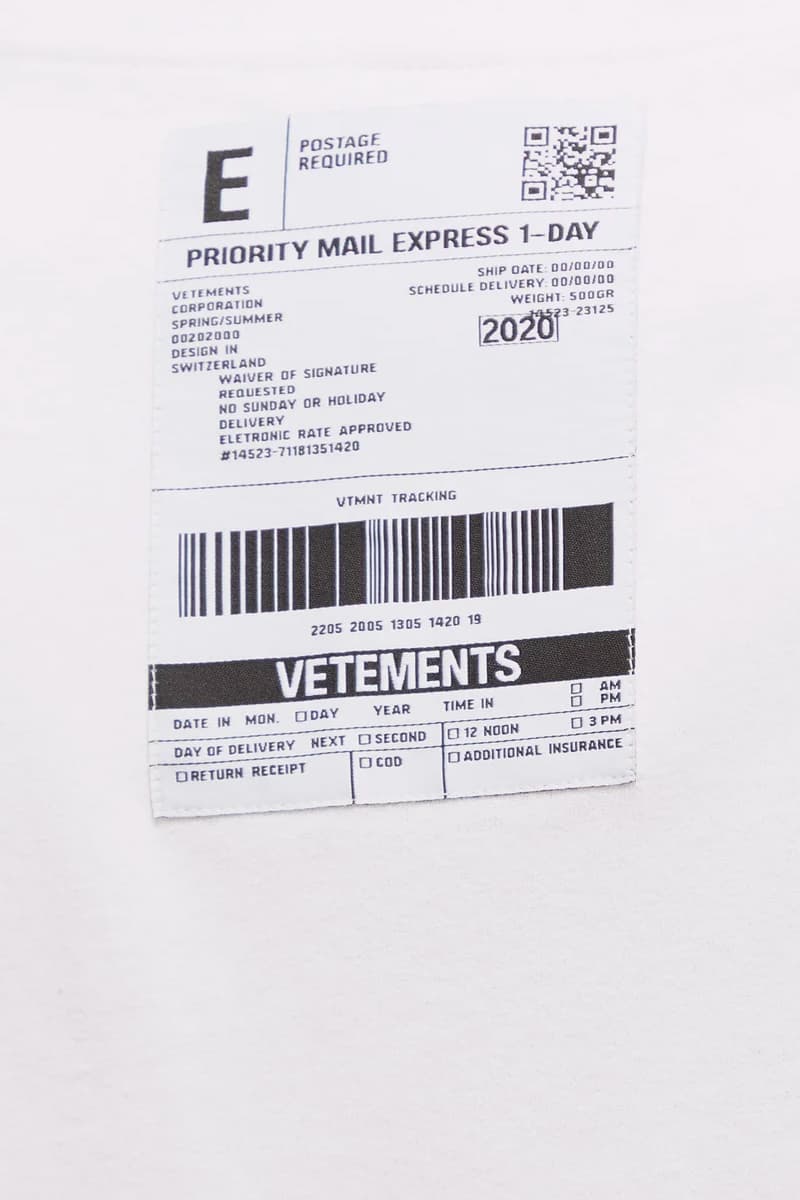 E
POSTAGE
REQUIRED
PRIORITY MAIL EXPRESS 1-DAY
VETEMENTS
CORPORATION
SPRING/SUMMER
00202000
DESIGN IN
SWITZERLAND
SHIP DATE: 00/00/00
SCHEDULE DELIVERY: 00/00/00
WEIGHT: 500GR
14523-23125
2020
WAIVER OF SIGNATURE
REQUESTED
NO SUNDAY OR HOLIDAY
DELIVERY
ELETRONIC RATE APPROVED
#14523-71181351420
VTMNT TRACKING
2205 2005 1305 1420 19
VETEMENTS
DATE IN MON. DAY YEAR TIME IN AM
PM
DAY OF DELIVERY NEXT SECOND 12 NOON 3 PM
RETURN RECEIPT COD ADDITIONAL INSURANCE